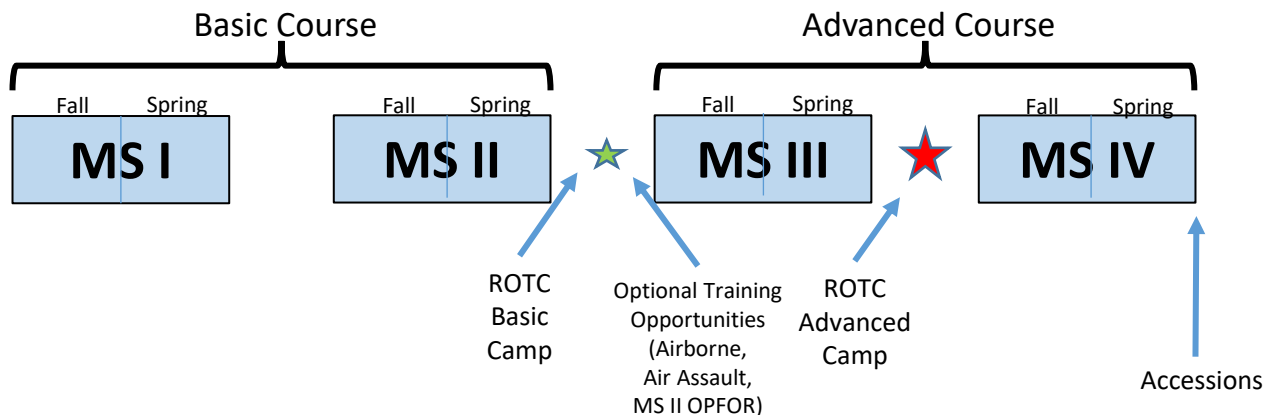 Basic Course
Advanced Course
Fall Spring
Fall Spring
Fall Spring
Fall Spring
MS I
MS II
MS III
MS IV
ROTC
Basic
Camp
Optional Training
Opportunities
(Airborne,
Air Assault,
MS II OPFOR)
ROTC
Advanced
Camp
Accessions